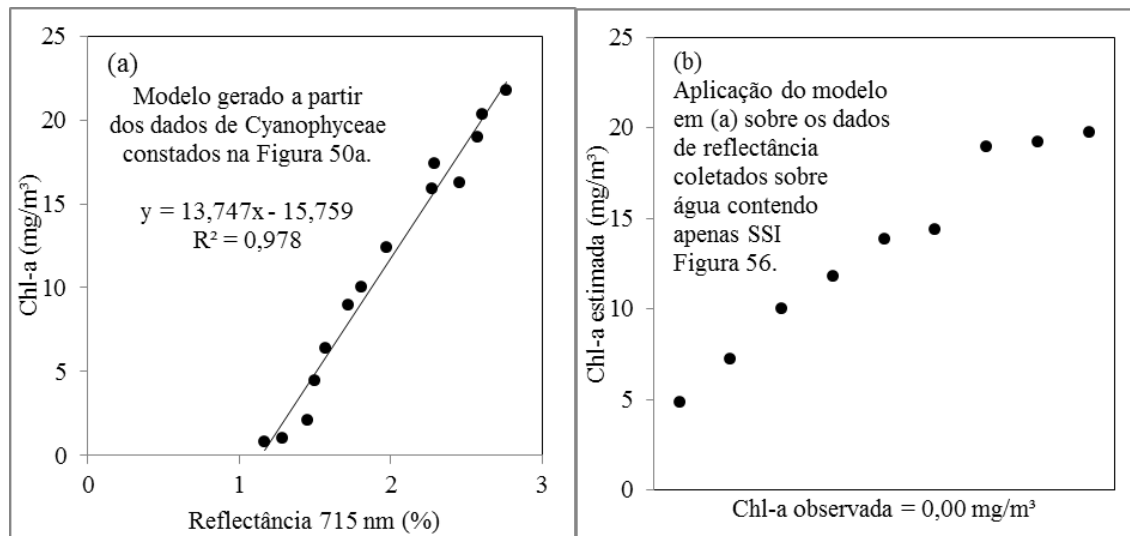 (a)
Modelo gerado a partir
dos dados de Cyanophyceae
constados na Figura 50a.
y = 13,747x - 15,759
R² = 0,978
Chl-a (mg/m³)
25
20
15
10
5
0
0 1 2 3
Reflectância 715 nm (%)
(b)
Aplicação do modelo
em (a) sobre os dados
de reflectância
coletados sobre
água contendo
apenas SSI
Figura 56.
Chl-a estimada (mg/m³)
25
20
15
10
5
0
Chl-a observada = 0,00 mg/m³